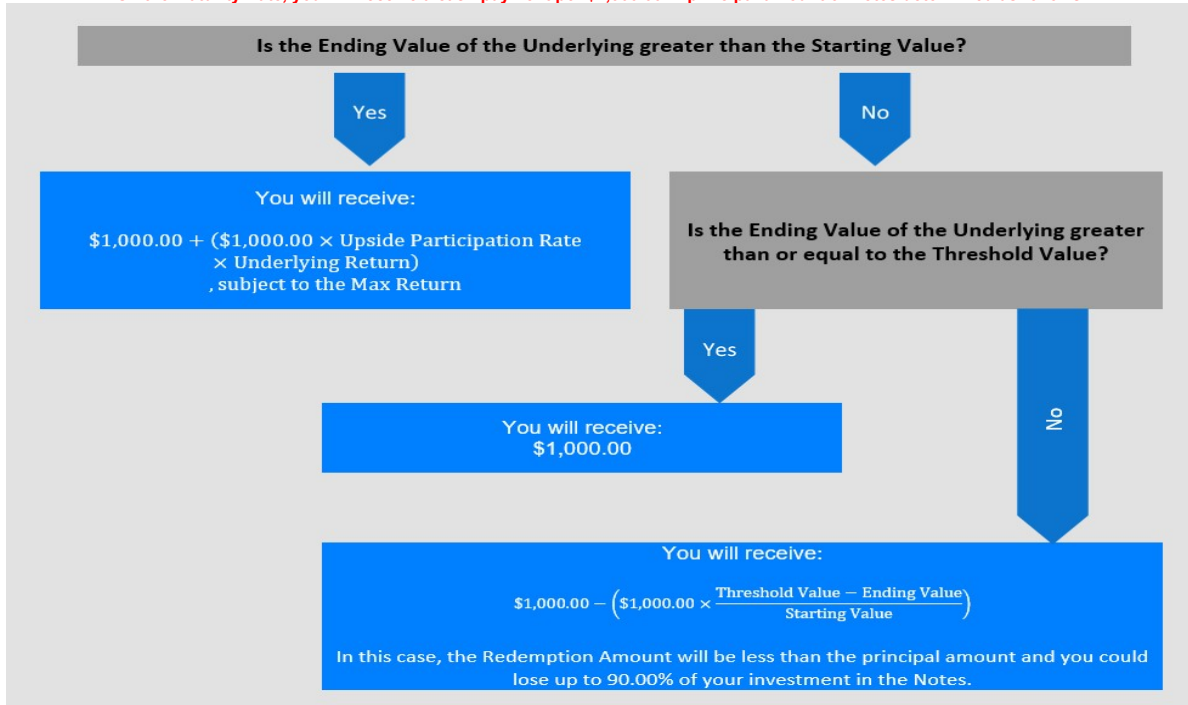 Is the Ending Value of the Underlying greater than the Starting Value?
Yes
No
You will receive:
$1,000.00 + ($1,000.00 × Upside Participation Rate
× Underlying Return)
, subject to the Max Return
Is the Ending Value of the Underlying greater
than or equal to the Threshold Value?
Yes
No
You will receive:
$1,000.00
You will receive:
$1,000.00 − ($1,000.00 × (Threshold Value − Ending Value) / Starting Value)
In this case, the Redemption Amount will be less than the principal amount and you could
lose up to 90.00% of your investment in the Notes.